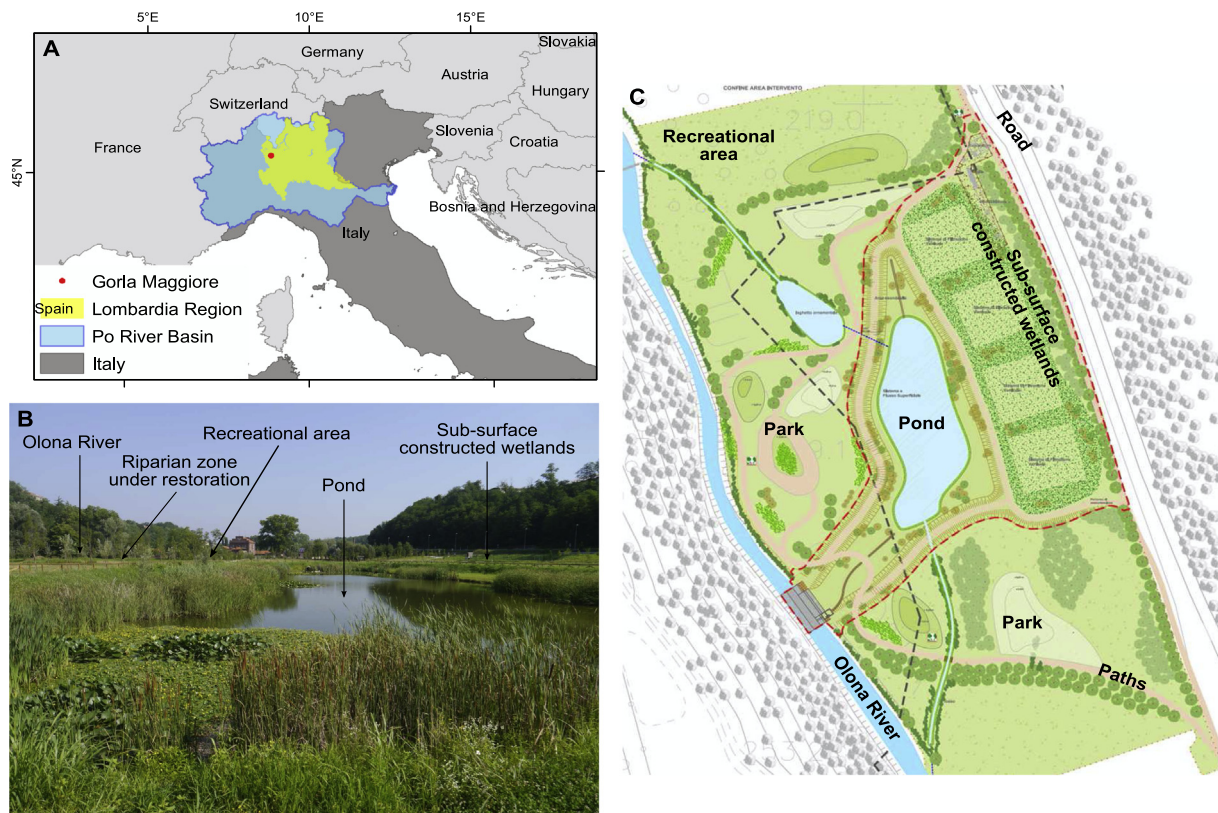 5°E
10°E
15°E
A
Slovakia
Germany
Austria
Hungary
Switzerland
Slovenia
Croatia
France
45°N
Bosnia and Herzegovina
Italy
Gorla Maggiore
Spain
Lombardia Region
Po River Basin
Italy
B
Olona River
Recreational area
Sub-surface
constructed wetlands
Riparian zone
under restoration
Pond
C
CONFINE AREA INTERVENTO
Road
Recreational
area
Sub-surface
constructed wetlands
laghetto ornamentale
Pond
Park
Park
Paths
Olona River